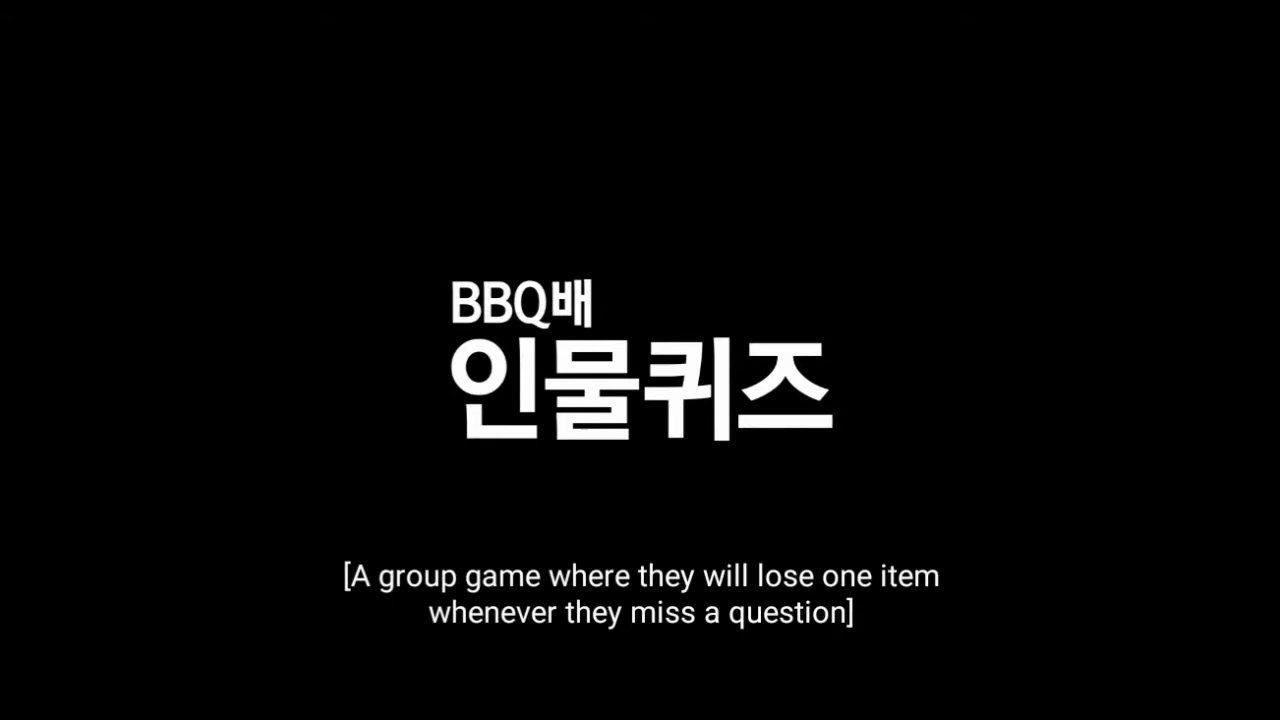 BBQ배
인물퀴즈
[A group game where they will lose one item
whenever they miss a question]